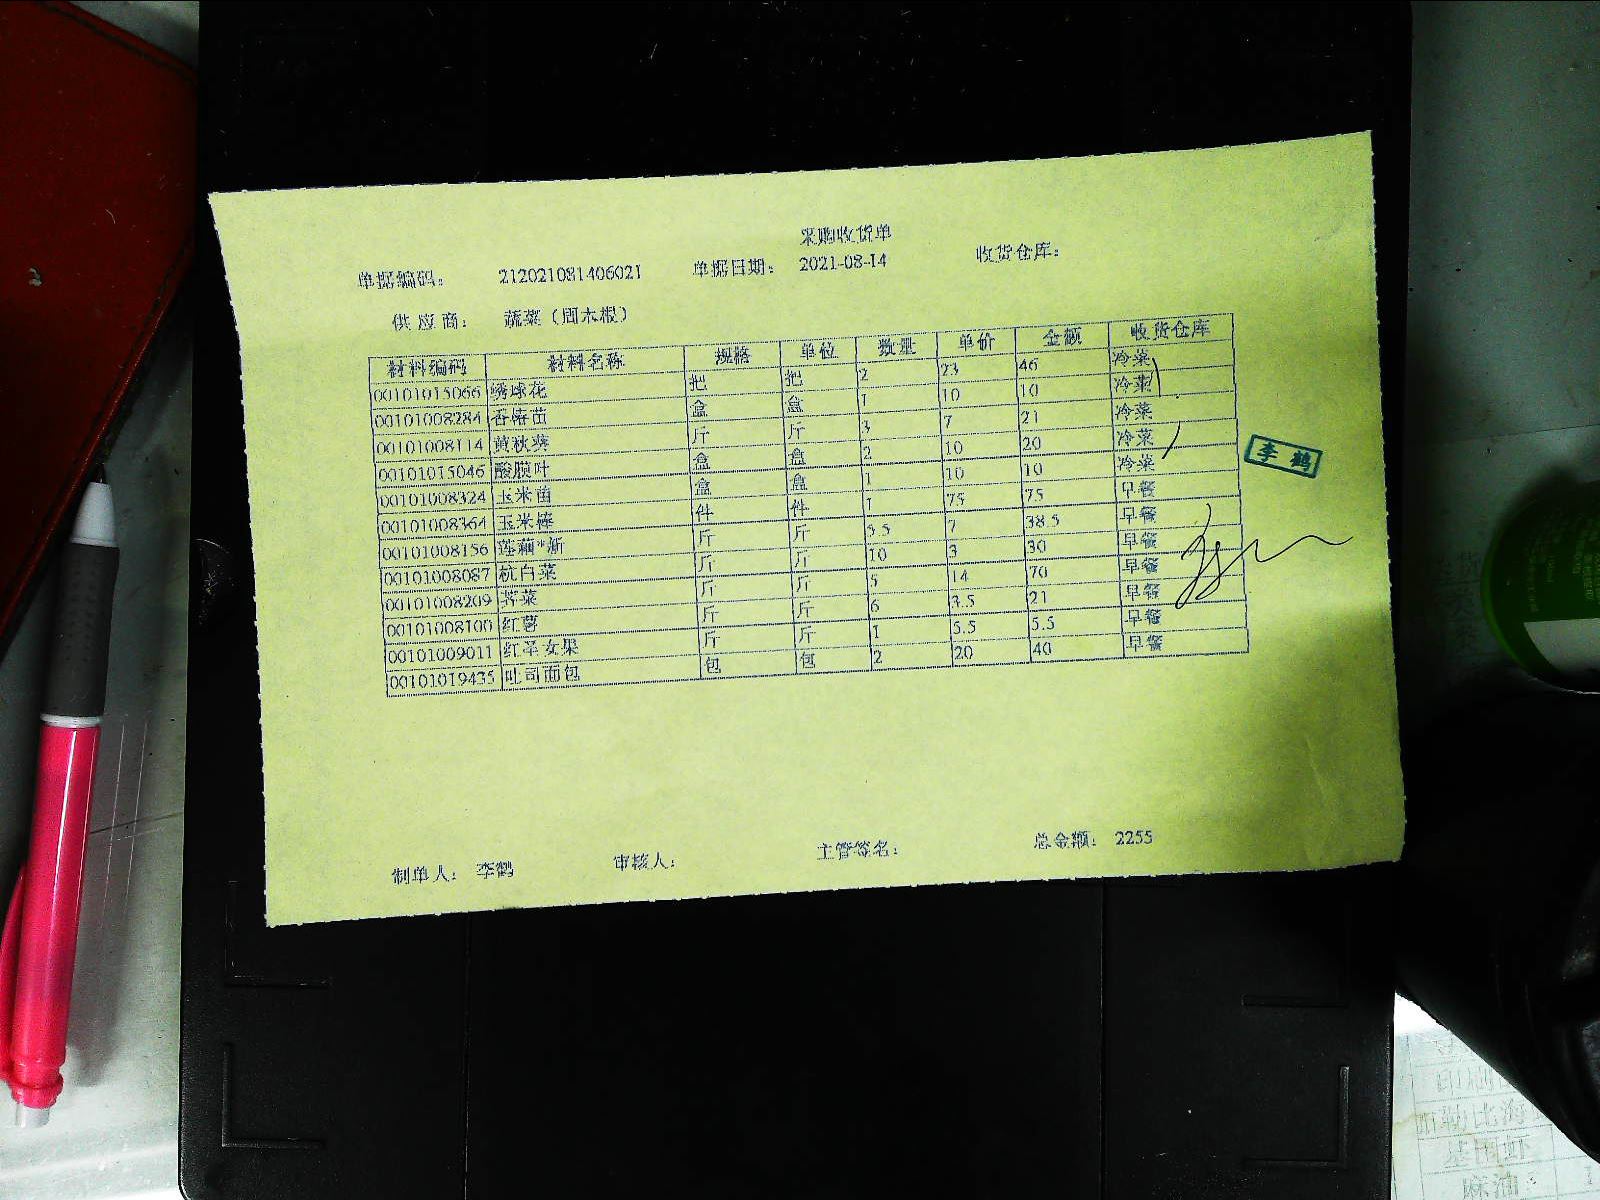 采购收货单
单据编码： 212021081406021 单据日期： 2021-08-14 收货仓库：
供应商： 蔬菜（周木根）
材料编码 材料名称 规格 单位 数量 单价 金额 收货仓库
00101015066 绣球花 把 把 2 23 46 冷菜
00101008284 香椿苗 盒 盒 1 10 10 冷菜
00101008114 黄秋葵 斤 斤 3 7 21 冷菜
00101015046 酸膜叶 盒 盒 2 10 20 冷菜
00101008324 玉米苗 盒 盒 1 10 10 冷菜
00101008364 玉米棒 件 件 1 75 75 早餐
00101008156 莲藕*新 斤 斤 5.5 7 38.5 早餐
00101008087 杭白菜 斤 斤 10 3 30 早餐
00101008209 荠菜 斤 斤 5 14 70 早餐
00101008100 红薯 斤 斤 6 3.5 21 早餐
00101009011 红圣女果 斤 斤 1 5.5 5.5 早餐
00101019435 吐司面包 包 包 2 20 40 早餐
李鹤
制单人： 李鹤 审核人： 主管签名： 总金额： 2255
印刷
基围虾
麻油